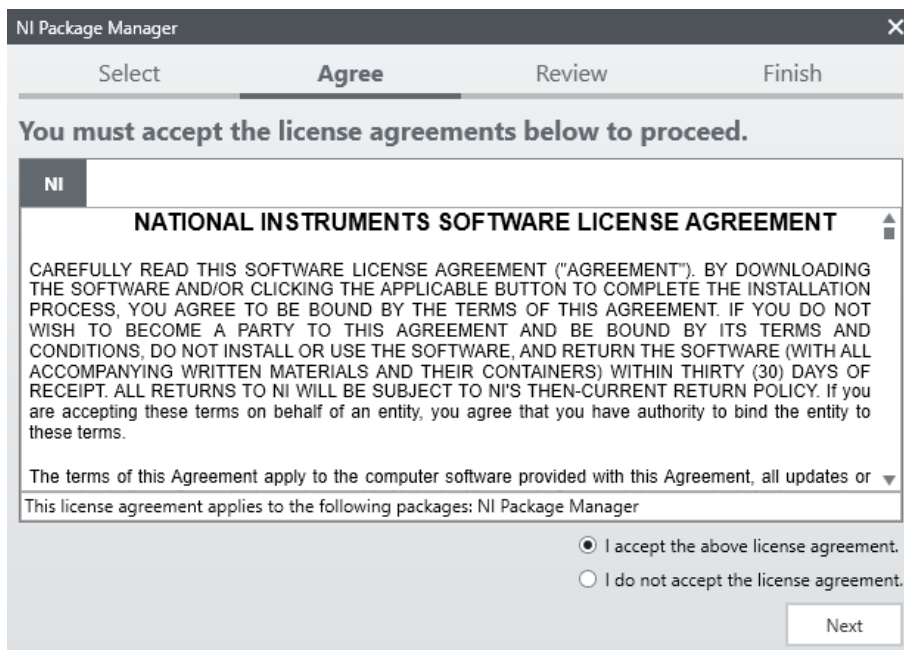 NI Package Manager
Select Agree Review Finish
You must accept the license agreements below to proceed.
NI
NATIONAL INSTRUMENTS SOFTWARE LICENSE AGREEMENT
CAREFULLY READ THIS SOFTWARE LICENSE AGREEMENT ("AGREEMENT"). BY DOWNLOADING
THE SOFTWARE AND/OR CLICKING THE APPLICABLE BUTTON TO COMPLETE THE INSTALLATION
PROCESS, YOU AGREE TO BE BOUND BY THE TERMS OF THIS AGREEMENT. IF YOU DO NOT
WISH TO BECOME A PARTY TO THIS AGREEMENT AND BE BOUND BY ITS TERMS AND
CONDITIONS, DO NOT INSTALL OR USE THE SOFTWARE, AND RETURN THE SOFTWARE (WITH ALL
ACCOMPANYING WRITTEN MATERIALS AND THEIR CONTAINERS) WITHIN THIRTY (30) DAYS OF
RECEIPT. ALL RETURNS TO NI WILL BE SUBJECT TO NI'S THEN-CURRENT RETURN POLICY. If you
are accepting these terms on behalf of an entity, you agree that you have authority to bind the entity to
these terms.
The terms of this Agreement apply to the computer software provided with this Agreement, all updates or
This license agreement applies to the following packages: NI Package Manager
I accept the above license agreement.
I do not accept the license agreement.
Next